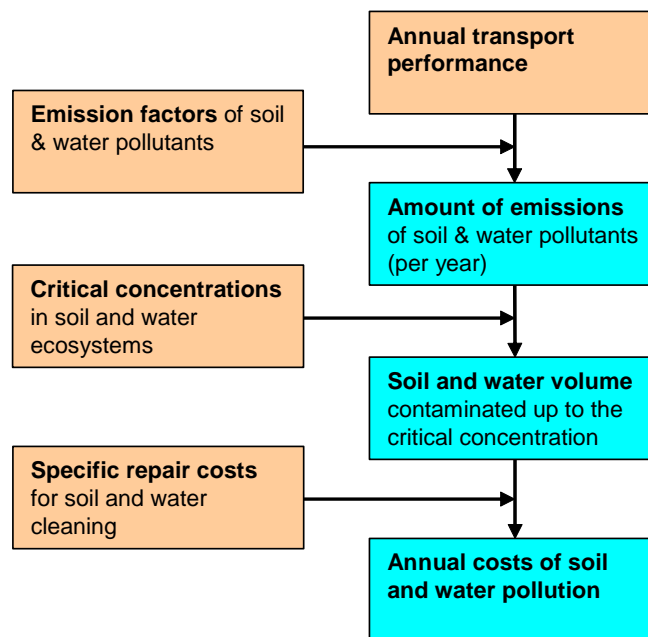 Annual transport
performance
Emission factors of soil
& water pollutants
Amount of emissions
of soil & water pollutants
(per year)
Critical concentrations
in soil and water
ecosystems
Soil and water volume
contaminated up to the
critical concentration
Specific repair costs
for soil and water
cleaning
Annual costs of soil
and water pollution